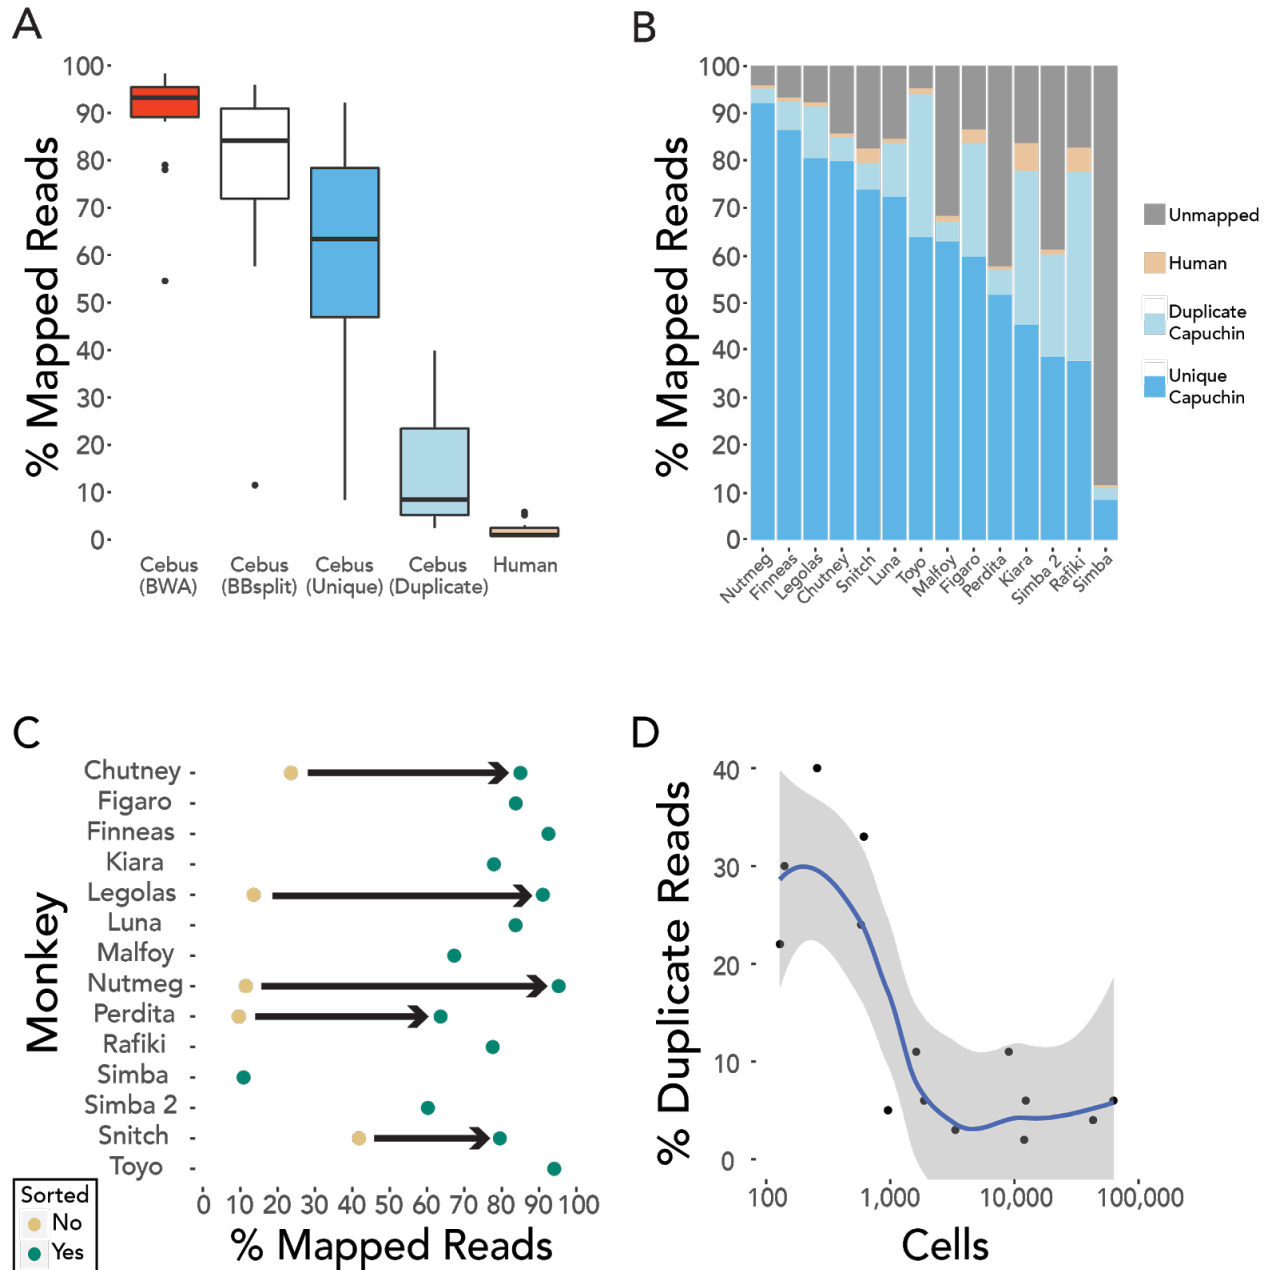 A
% Mapped Reads
100
90
80
70
60
50
40
30
20
10
0
Cebus
(BWA)
Cebus
(BBsplit)
Cebus
(Unique)
Cebus
(Duplicate)
Human
B
% Mapped Reads
100
90
80
70
60
50
40
30
20
10
0
Nutmeg
Finneas
Legolas
Chutney
Snitch
Luna
Toyo
Malfoy
Figaro
Perdita
Kiara
Simba 2
Rafiki
Simba
Unmapped
Human
Duplicate
Capuchin
Unique
Capuchin
C
Monkey
Chutney
Figaro
Finneas
Kiara
Legolas
Luna
Malfoy
Nutmeg
Perdita
Rafiki
Simba
Simba 2
Snitch
Toyo
0 10 20 30 40 50 60 70 80 90 100
% Mapped Reads
Sorted
No
Yes
D
% Duplicate Reads
40
30
20
10
0
100 1,000 10,000 100,000
Cells